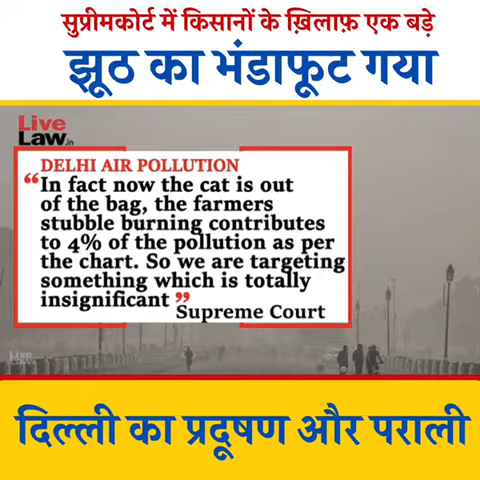 सुप्रीमकोर्ट में किसानों के ख़िलाफ़ एक बड़े
झूठ का भंडाफूट गया
Live
Law.in
DELHI AIR POLLUTION
“In fact now the cat is out
of the bag, the farmers
stubble burning contributes
to 4% of the pollution as per
the chart. So we are targeting
something which is totally
insignificant”
Supreme Court
Live
Law
दिल्ली का प्रदूषण और पराली